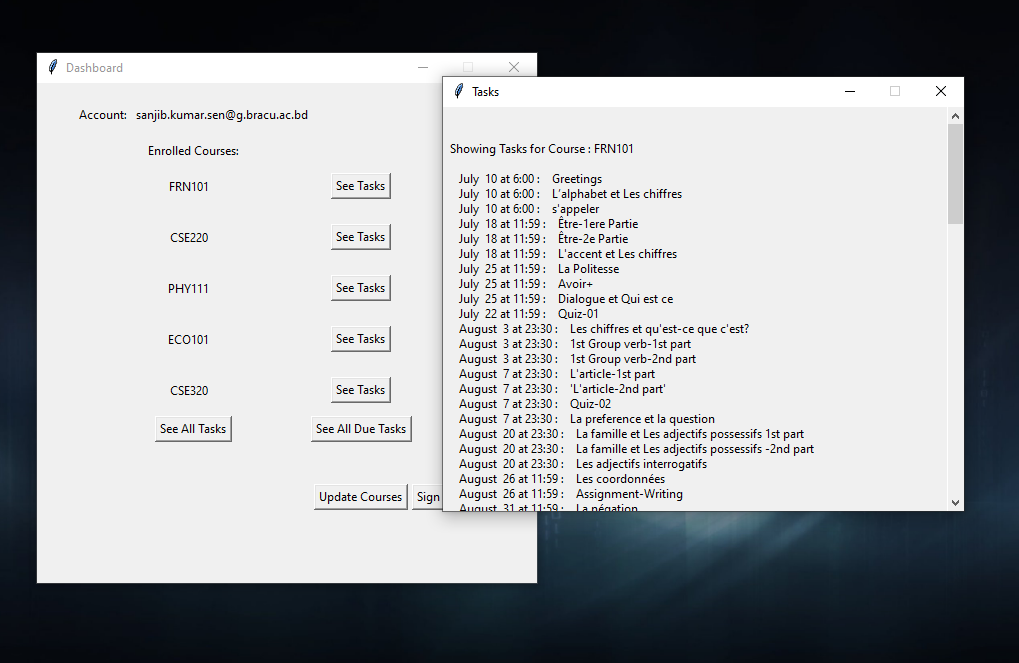 Dashboard
Account: sanjib.kumar.sen@g.bracu.ac.bd
Enrolled Courses:
FRN101 See Tasks
CSE220 See Tasks
PHY111 See Tasks
ECO101 See Tasks
CSE320 See Tasks
See All Tasks See All Due Tasks
Update Courses Sign
Tasks
Showing Tasks for Course : FRN101
July 10 at 6:00 : Greetings
July 10 at 6:00 : L'alphabet et Les chiffres
July 10 at 6:00 : s'appeler
July 18 at 11:59 : Être-1ere Partie
July 18 at 11:59 : Être-2e Partie
July 18 at 11:59 : L'accent et Les chiffres
July 25 at 11:59 : La Politesse
July 25 at 11:59 : Avoir+
July 25 at 11:59 : Dialogue et Qui est ce
July 22 at 11:59 : Quiz-01
August 3 at 23:30 : Les chiffres et qu'est-ce que c'est?
August 3 at 23:30 : 1st Group verb-1st part
August 3 at 23:30 : 1st Group verb-2nd part
August 7 at 23:30 : L'article-1st part
August 7 at 23:30 : 'L'article-2nd part'
August 7 at 23:30 : Quiz-02
August 7 at 23:30 : La preference et la question
August 20 at 23:30 : La famille et Les adjectifs possessifs 1st part
August 20 at 23:30 : La famille et Les adjectifs possessifs -2nd part
August 20 at 23:30 : Les adjectifs interrogatifs
August 26 at 11:59 : Les coordonnées
August 26 at 11:59 : Assignment-Writing
August 31 at 11:59 : La négation